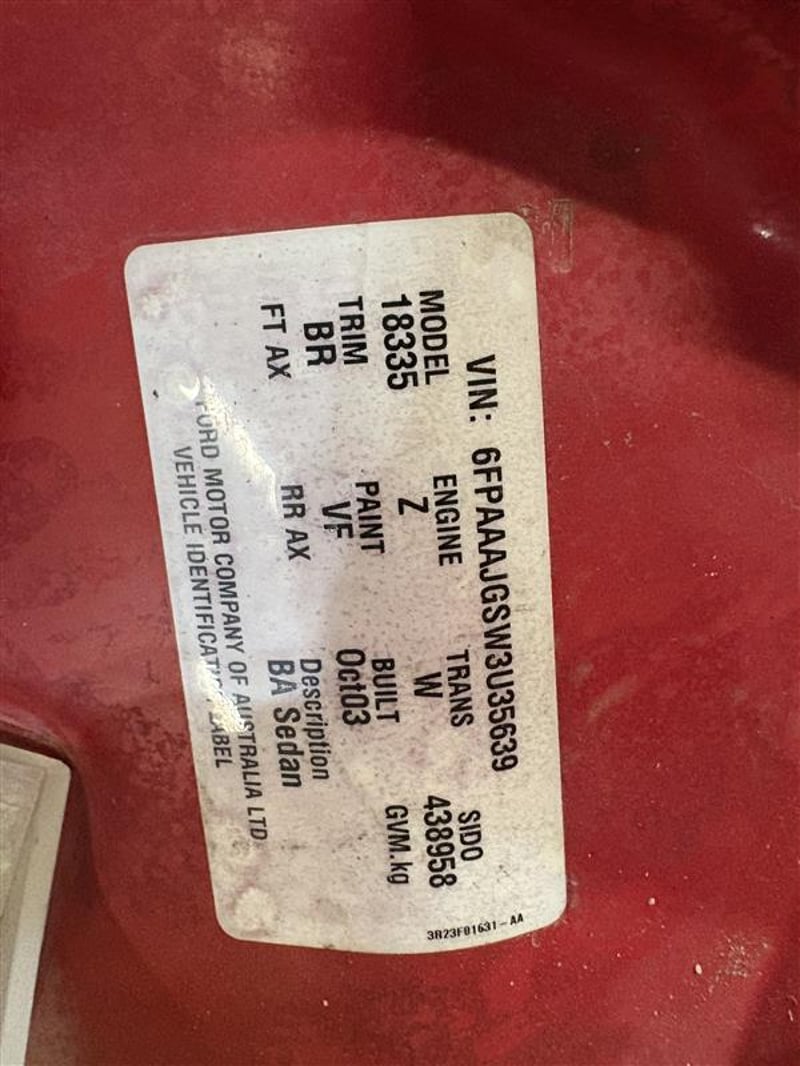 VIN: 6FPAAAJGSW3U35639
MODEL ENGINE TRANS SIDO
18335 Z W 438958
TRIM PAINT BUILT GVM.kg
BR VF Oct03
FT AX RR AX Description
BA Sedan
FORD MOTOR COMPANY OF AUSTRALIA LTD
VEHICLE IDENTIFICATION LABEL
3R23F01631-AA